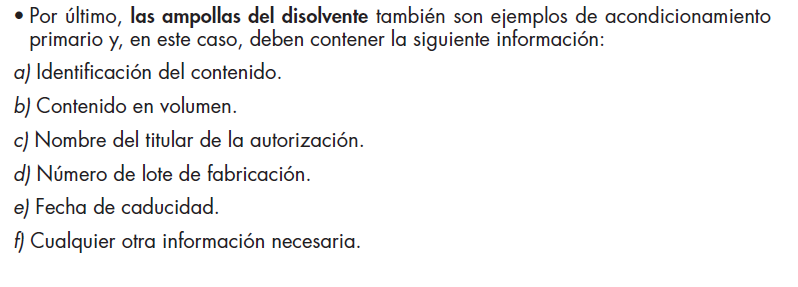 • Por último, las ampollas del disolvente también son ejemplos de acondicionamiento
primario y, en este caso, deben contener la siguiente información:
a) Identificación del contenido.
b) Contenido en volumen.
c) Nombre del titular de la autorización.
d) Número de lote de fabricación.
e) Fecha de caducidad.
f) Cualquier otra información necesaria.